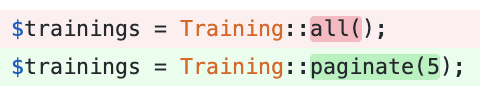 $trainings = Training::all();
$trainings = Training::paginate(5);